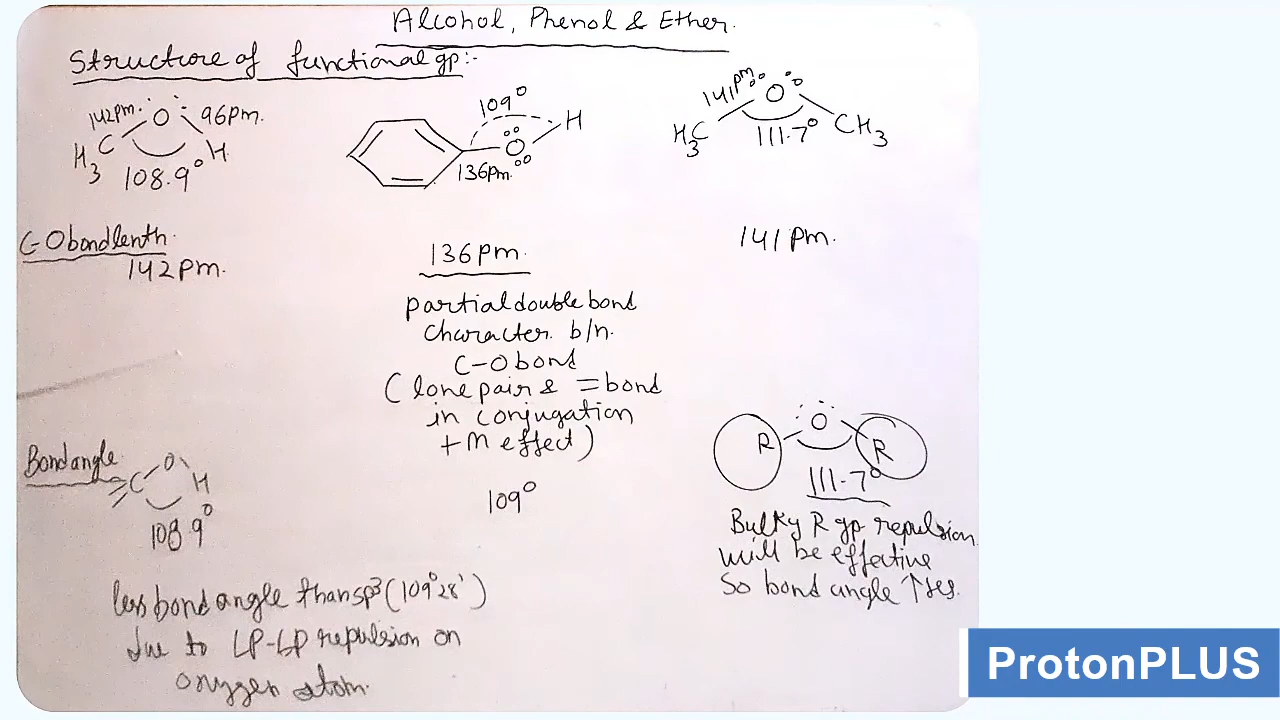 Alcohol, Phenol & Ether.
Structure of functional gp:-
142pm. O 96pm.
H3C H
108.9°
109°
O H
136pm.
141pm O
H3C CH3
111.7°
C-O bond lenth.
142pm.
136pm.
141pm.
partial double bond
character b/n.
C-O bond
( lone pair & = bond
in conjugation
+M effect )
Bond angle
C O H
108.9°
109°
R O R
111.7°
Bulky R gp repulsion
will be effective
So bond angle ↑ses.
less bond angle than sp3 (109°28')
due to LP-LP repulsion on
oxygen atom.
ProtonPLUS